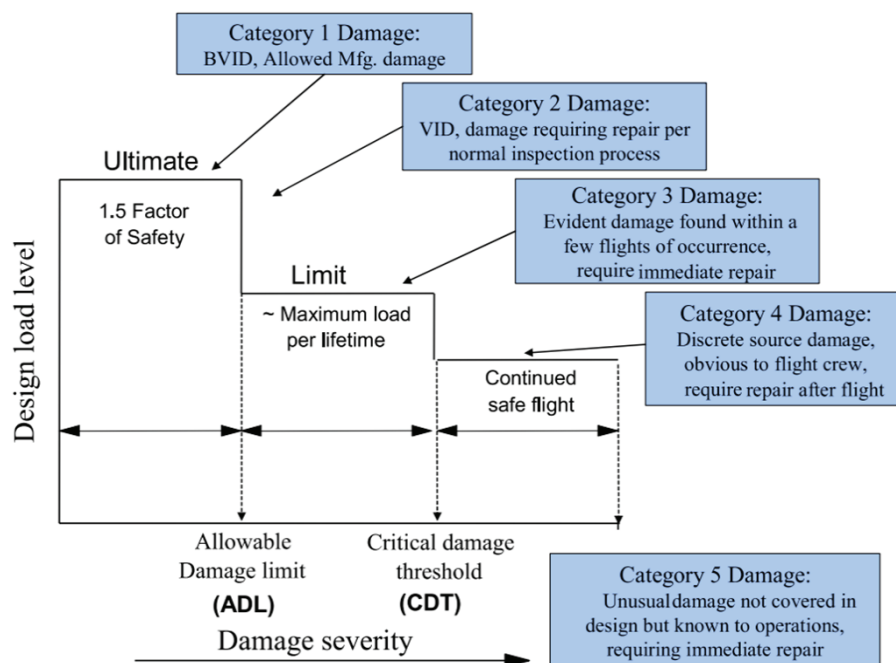 Category 1 Damage:
BVID, Allowed Mfg. damage
Category 2 Damage:
VID, damage requiring repair per
normal inspection process
Ultimate
1.5 Factor
of Safety
Category 3 Damage:
Evident damage found within a
few flights of occurrence,
require immediate repair
Limit
~ Maximum load
per lifetime
Category 4 Damage:
Discrete source damage,
obvious to flight crew,
require repair after flight
Continued
safe flight
Design load level
Allowable
Damage limit
(ADL)
Critical damage
threshold
(CDT)
Damage severity
Category 5 Damage:
Unusual damage not covered in
design but known to operations,
requiring immediate repair